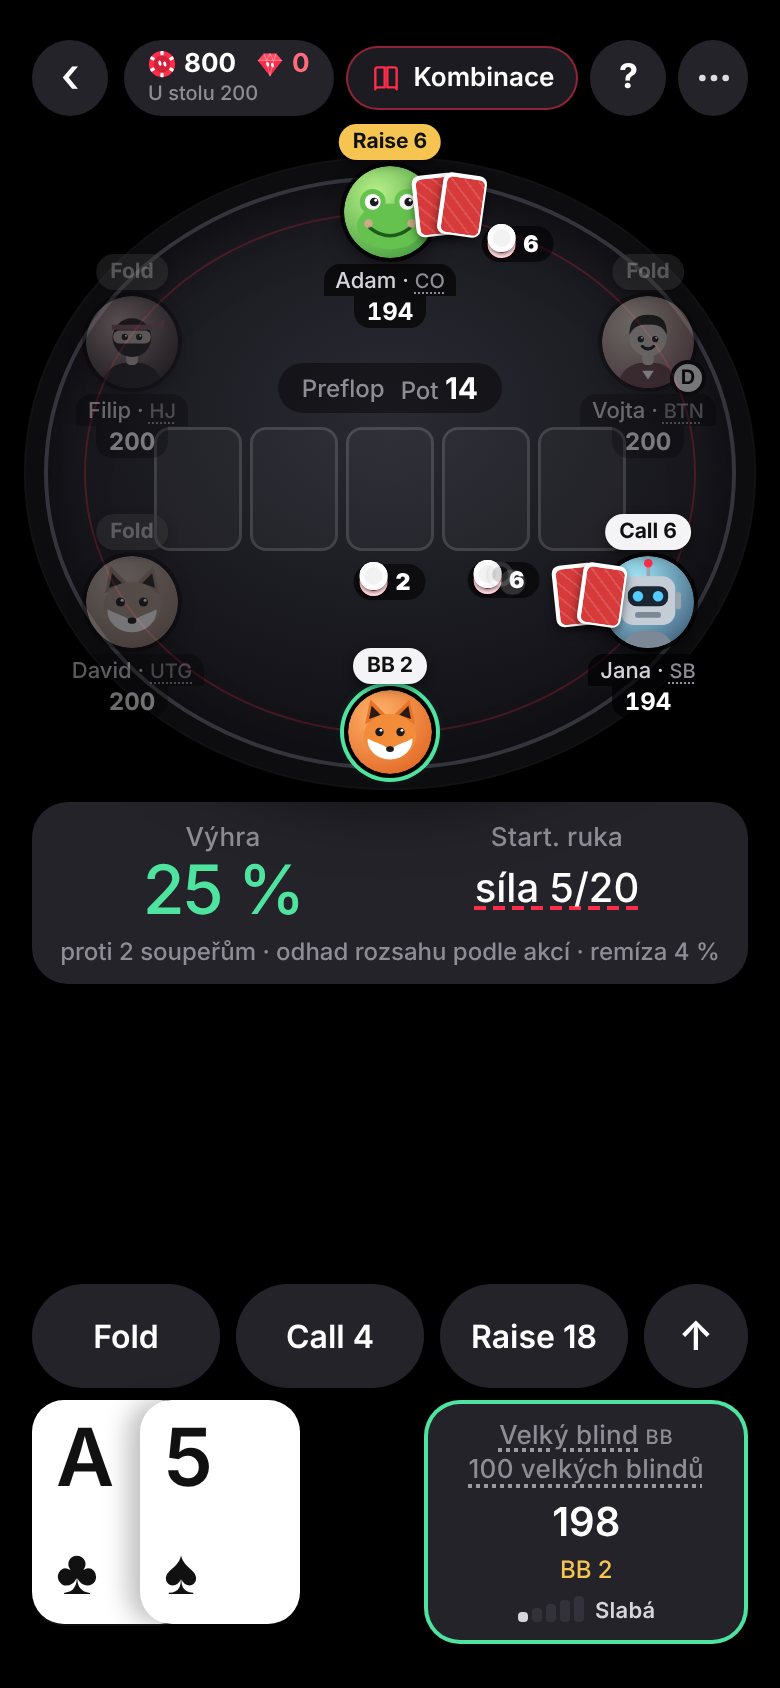 800 0
U stolu 200
Kombinace
?
Raise 6
6
Adam · CO
194
Fold
Fold
D
Filip · HJ
200
Vojta · BTN
200
Preflop Pot 14
Fold
Call 6
2
6
David · UTG
200
BB 2
Jana · SB
194
Výhra
25 %
Start. ruka
síla 5/20
proti 2 soupeřům · odhad rozsahu podle akcí · remíza 4 %
Fold
Call 4
Raise 18
A
5
Velký blind BB
100 velkých blindů
198
BB 2
Slabá